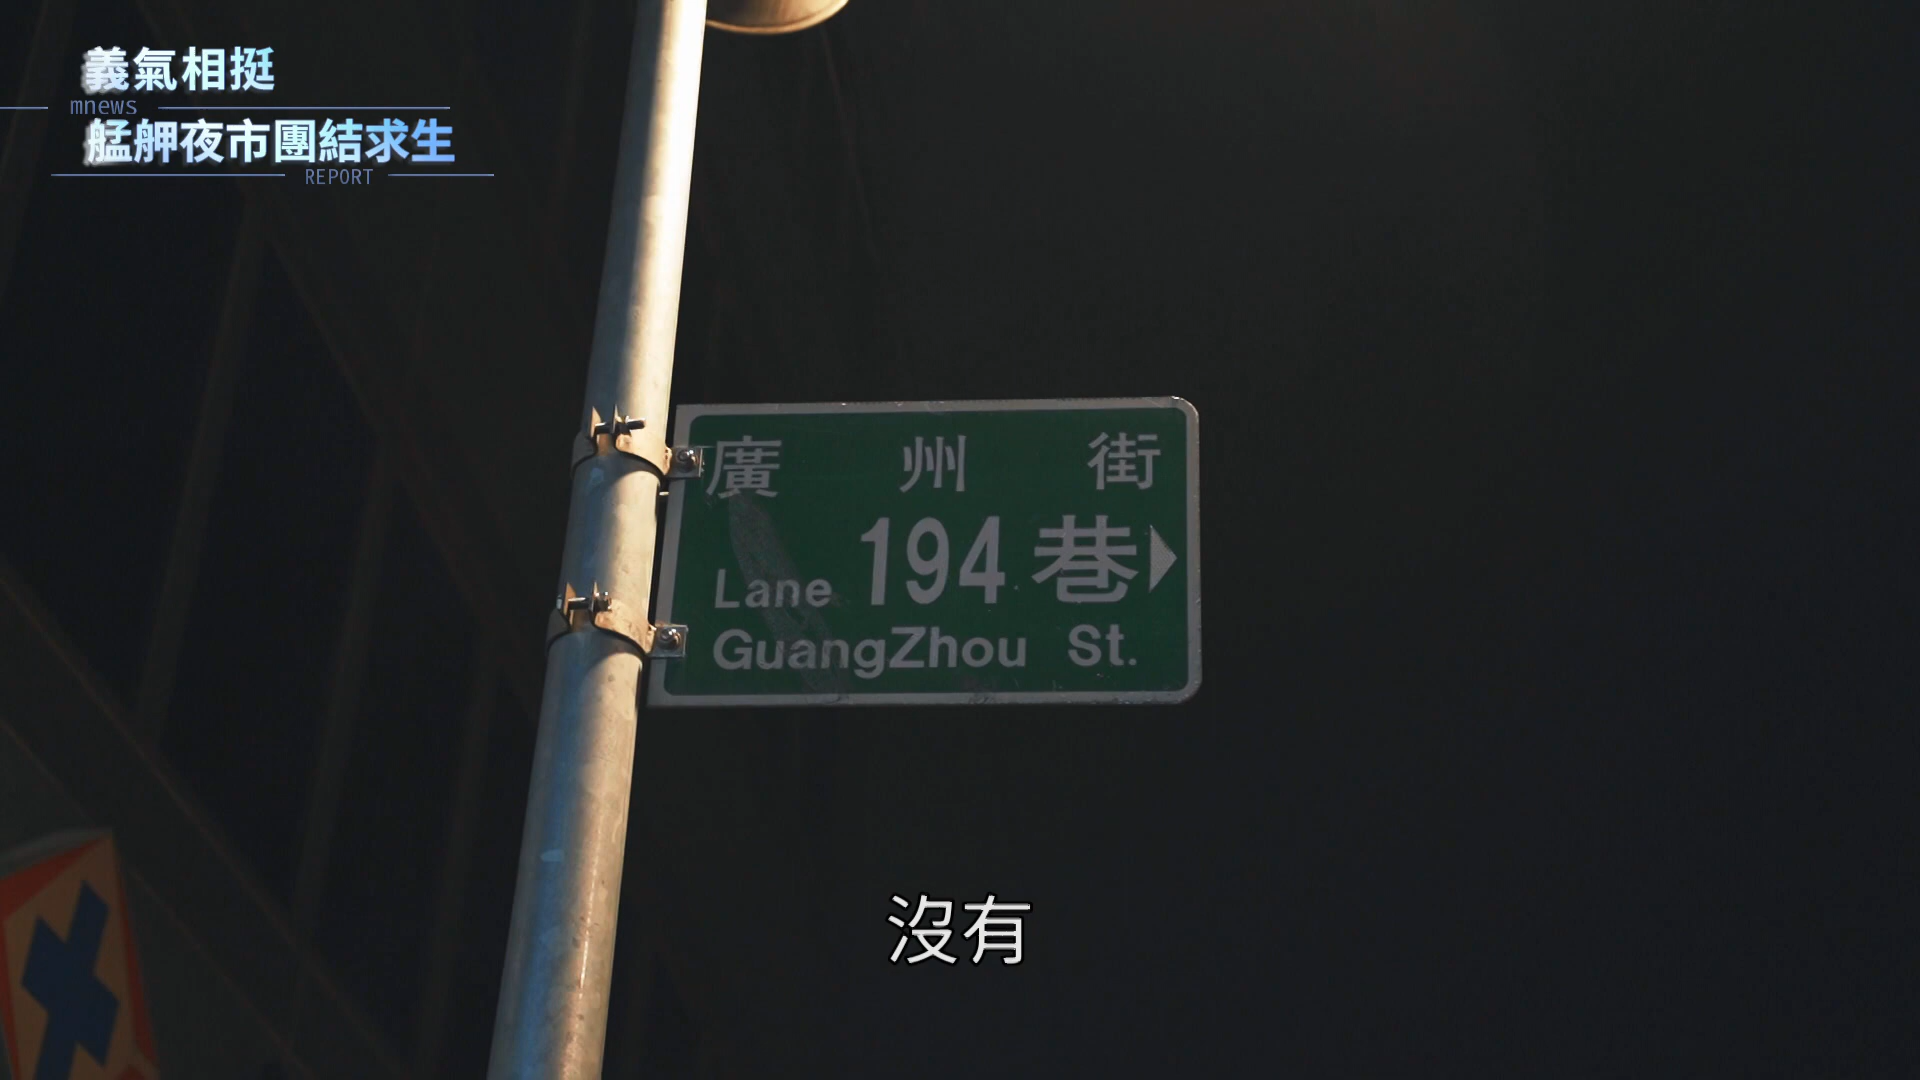 義氣相挺
mnews
艋舺夜市團結求生
REPORT
廣州街
Lane 194 巷
GuangZhou St.
沒有